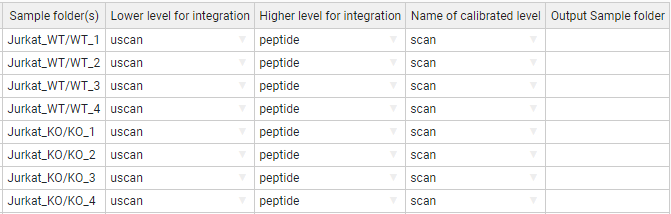 Sample folder(s) Lower level for integration Higher level for integration Name of calibrated level Output Sample folder
Jurkat_WT/WT_1 uscan peptide scan
Jurkat_WT/WT_2 uscan peptide scan
Jurkat_WT/WT_3 uscan peptide scan
Jurkat_WT/WT_4 uscan peptide scan
Jurkat_KO/KO_1 uscan peptide scan
Jurkat_KO/KO_2 uscan peptide scan
Jurkat_KO/KO_3 uscan peptide scan
Jurkat_KO/KO_4 uscan peptide scan